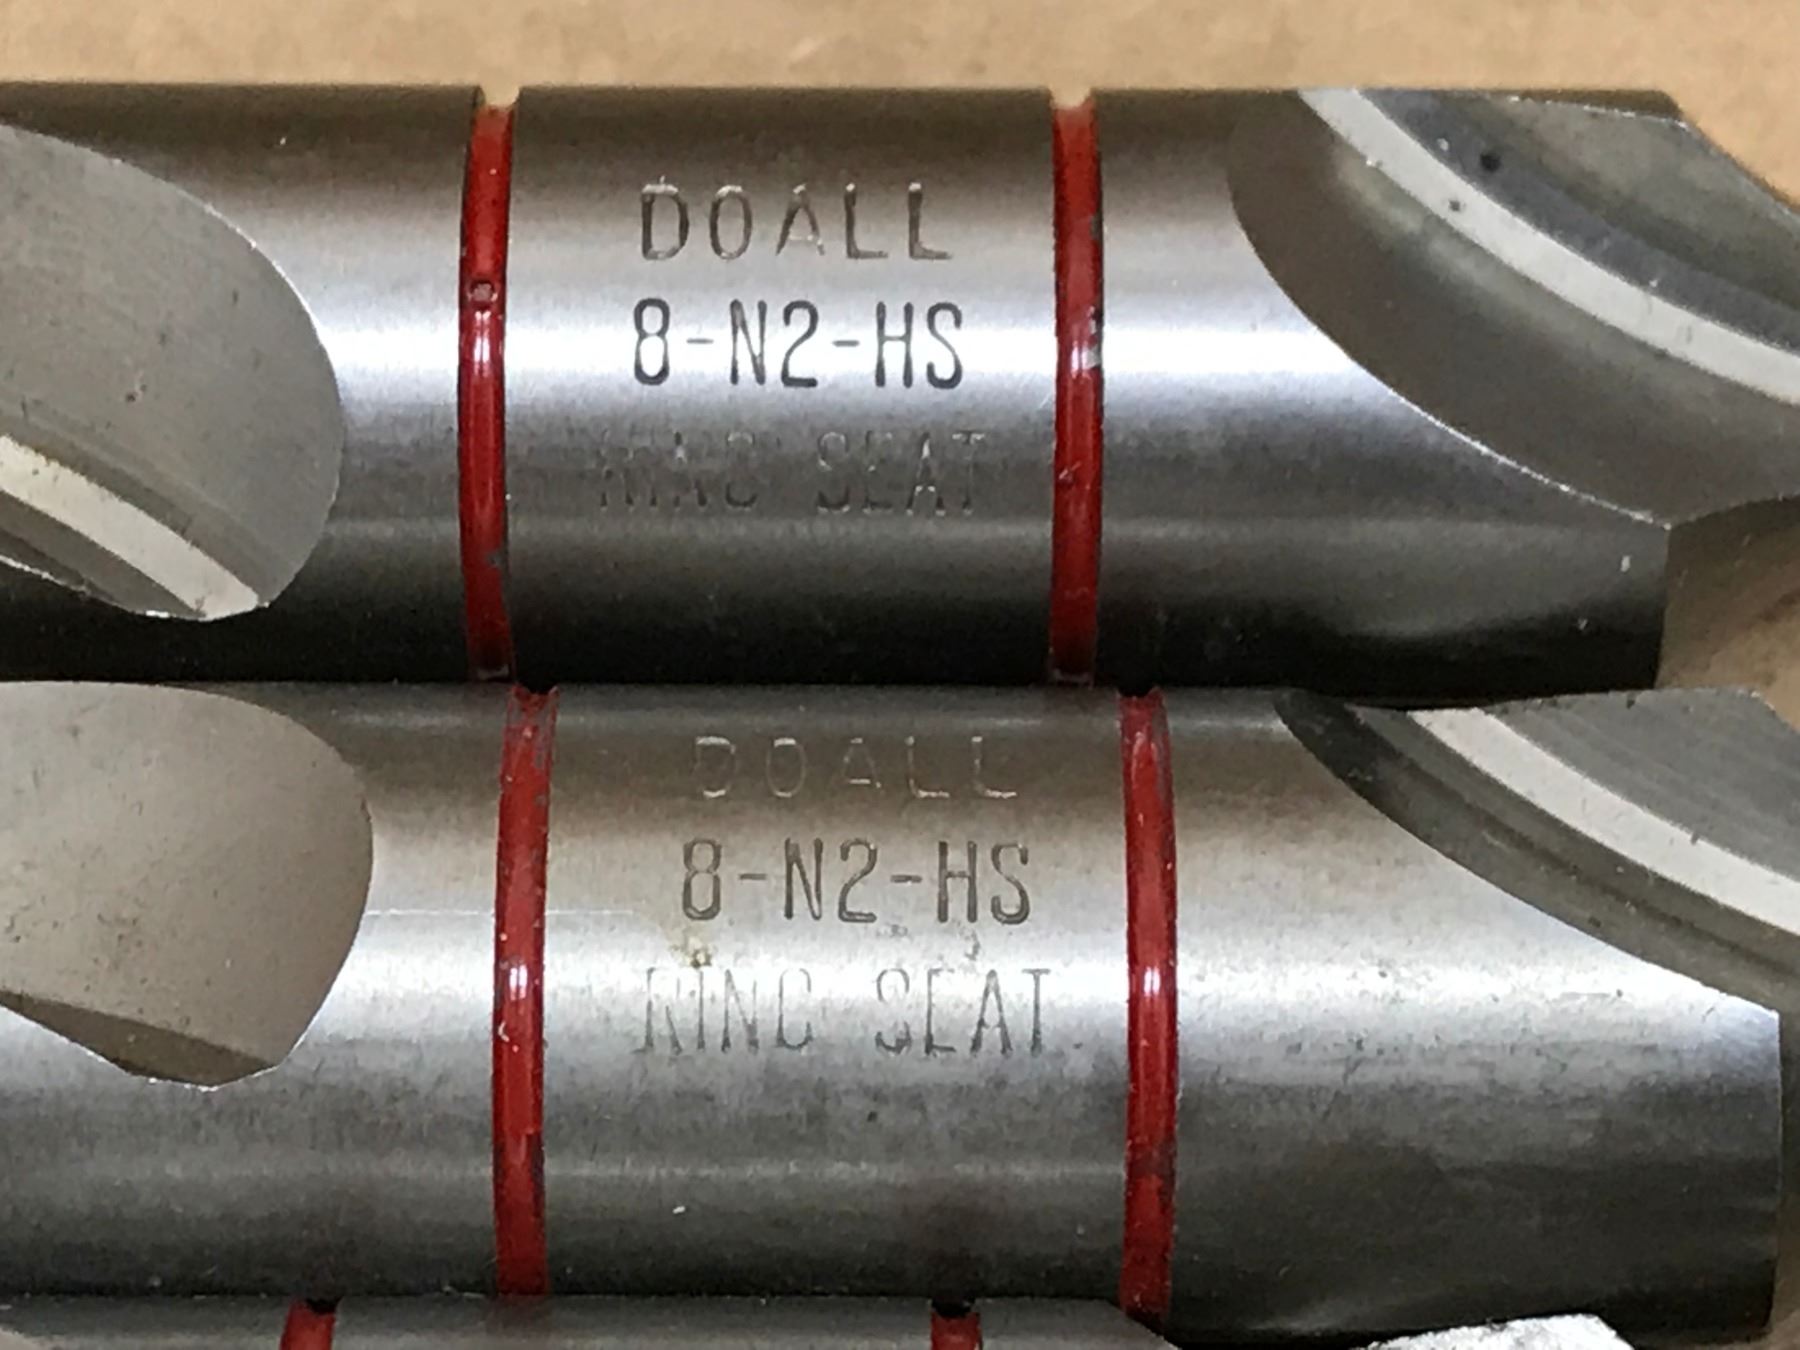 DOALL
8-N2-HS
RING SEAT
DOALL
8-N2-HS
RING SEAT